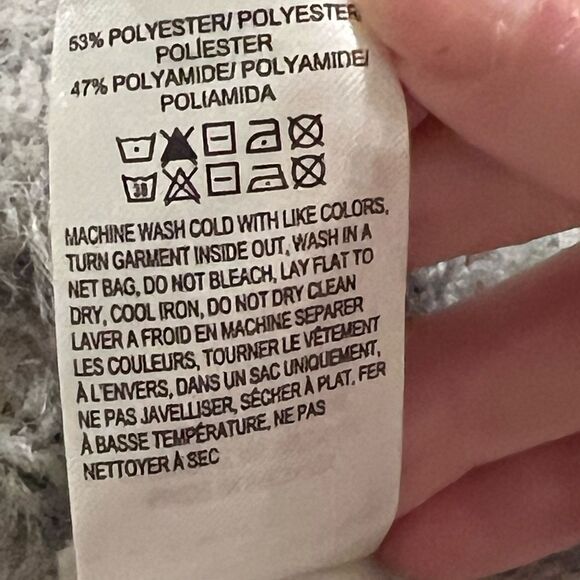 53% POLYESTER/ POLYESTER
POLÍESTER
47% POLYAMIDE/ POLYAMIDE/
POLIAMIDA
30
MACHINE WASH COLD WITH LIKE COLORS,
TURN GARMENT INSIDE OUT, WASH IN A
NET BAG, DO NOT BLEACH, LAY FLAT TO
DRY, COOL IRON, DO NOT DRY CLEAN
LAVER A FROID EN MACHINE SEPARER
LES COULEURS, TOURNER LE VÊTEMENT
À L'ENVERS, DANS UN SAC UNIQUEMENT,
NE PAS JAVELLISER, SÉCHER À PLAT, FER
À BASSE TEMPÉRATURE, NE PAS
NETTOYER À SEC